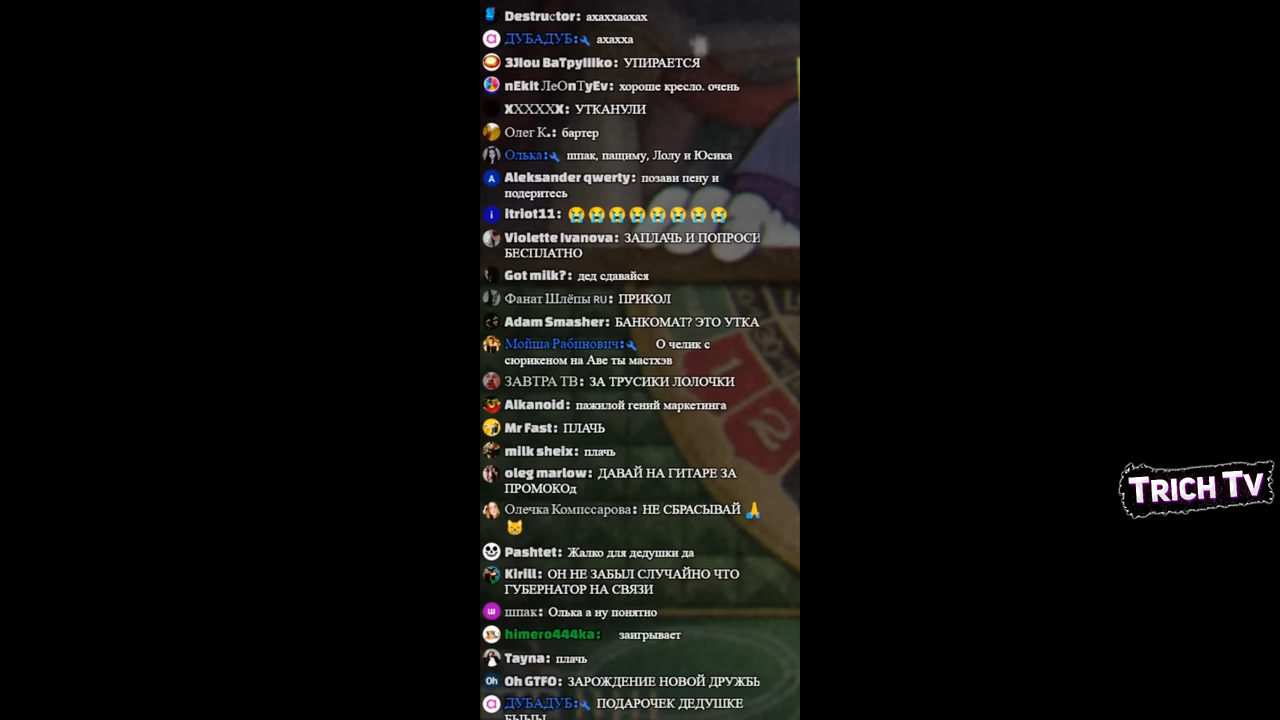 Destructor: ахаххаахах
ДУБАДУБ: ахахха
3JIou BaTpyIIIko: УПИРАЕТСЯ
nEkIt ЛеОnТyEv: хороше кресло. очень
XXXXXX: УТКАНУЛИ
Олег К.: бартер
Олька: шпак, пащиму, Лолу и Юсика
Aleksander qwerty: позави пену и
подеритесь
itriot11: 😭😭😭😭😭😭😭😭
Violette Ivanova: ЗАПЛАЧЬ И ПОПРОСИ
БЕСПЛАТНО
Got milk?: дед сдавайся
Фанат Шлёпы RU: ПРИКОЛ
Adam Smasher: БАНКОМАТ? ЭТО УТКА
Мойша Рабинович: О челик с
сюрикеном на Аве ты мастхэв
ЗАВТРА ТВ: ЗА ТРУСИКИ ЛОЛОЧКИ
Alkanoid: пажилой гений маркетинга
Mr Fast: ПЛАЧЬ
milk sheix: плачь
oleg marlow: ДАВАЙ НА ГИТАРЕ ЗА
ПРОМОКОд
Олечка Комиссарова: НЕ СБРАСЫВАЙ 🙏
😼
Pashtet: Жалко для дедушки да
Kirill: ОН НЕ ЗАБЫЛ СЛУЧАЙНО ЧТО
ГУБЕРНАТОР НА СВЯЗИ
шпак: Олька а ну понятно
himero444ka: заигрывает
Tayna: плачь
Oh GTFO: ЗАРОЖДЕНИЕ НОВОЙ ДРУЖБЬ
ДУБАДУБ: ПОДАРОЧЕК ДЕДУШКЕ
TRICH TV